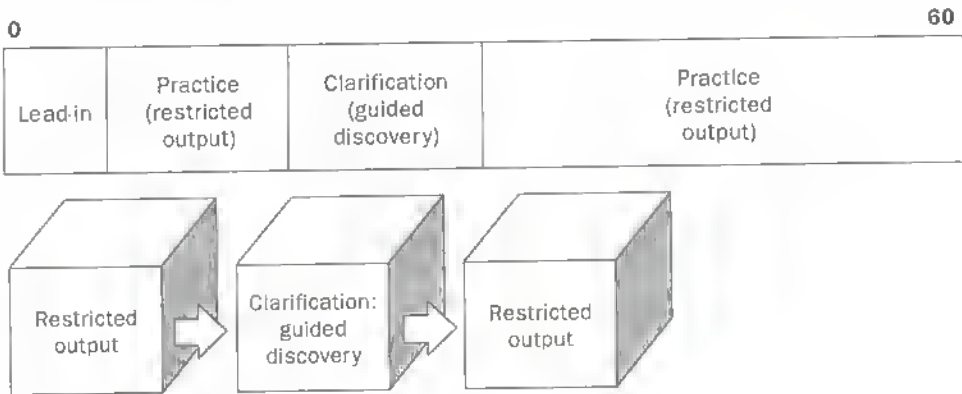 0
60
Lead-in
Practice
(restricted
output)
Clarification
(guided
discovery)
Practice
(restricted
output)
Restricted
output
Clarification:
guided
discovery
Restricted
output